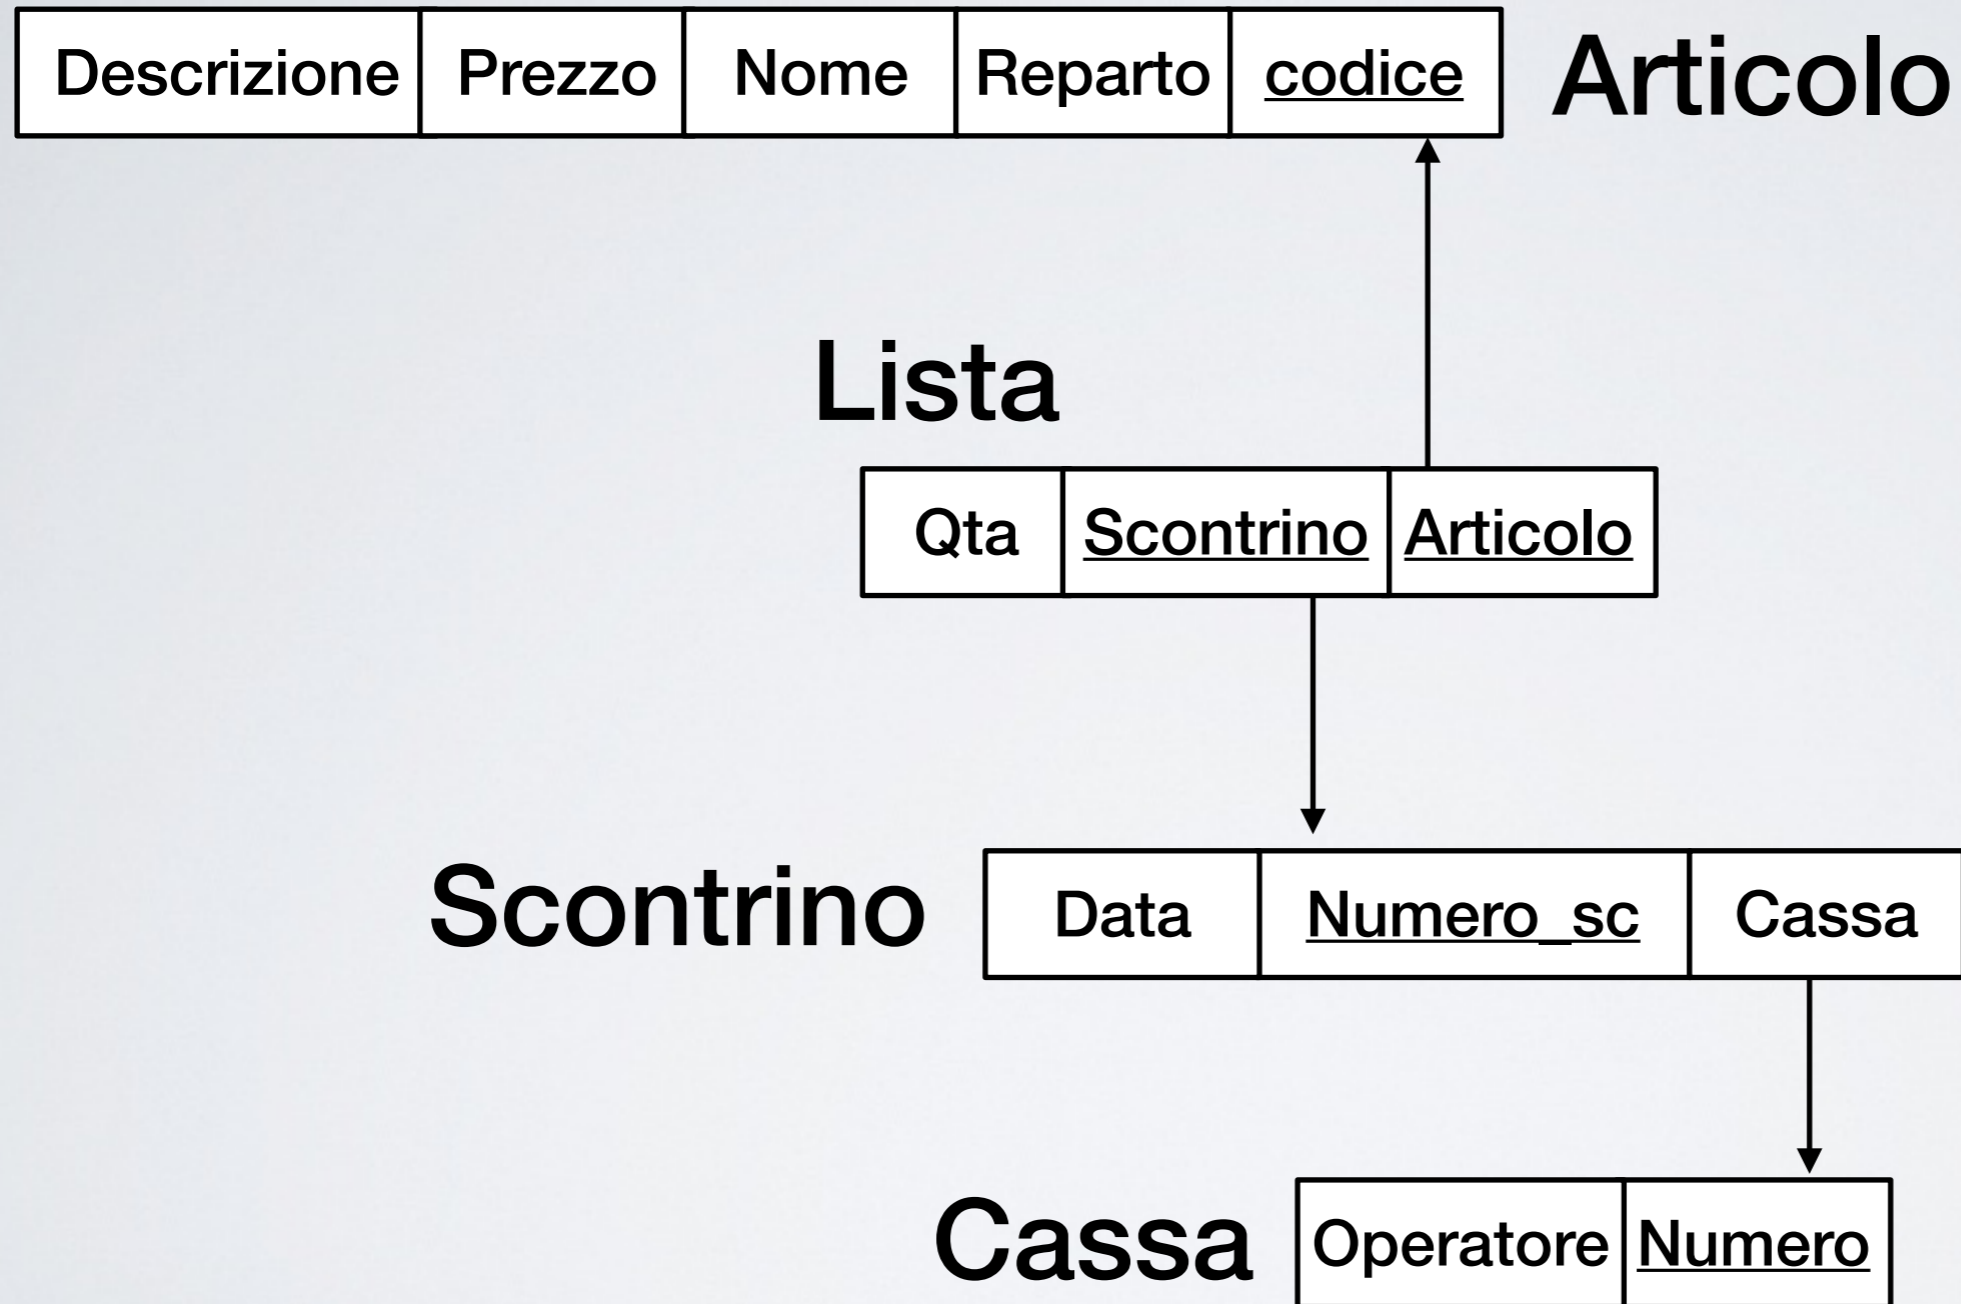 Descrizione Prezzo Nome Reparto codice Articolo
Lista
Qta Scontrino Articolo
Scontrino Data Numero_sc Cassa
Cassa Operatore Numero